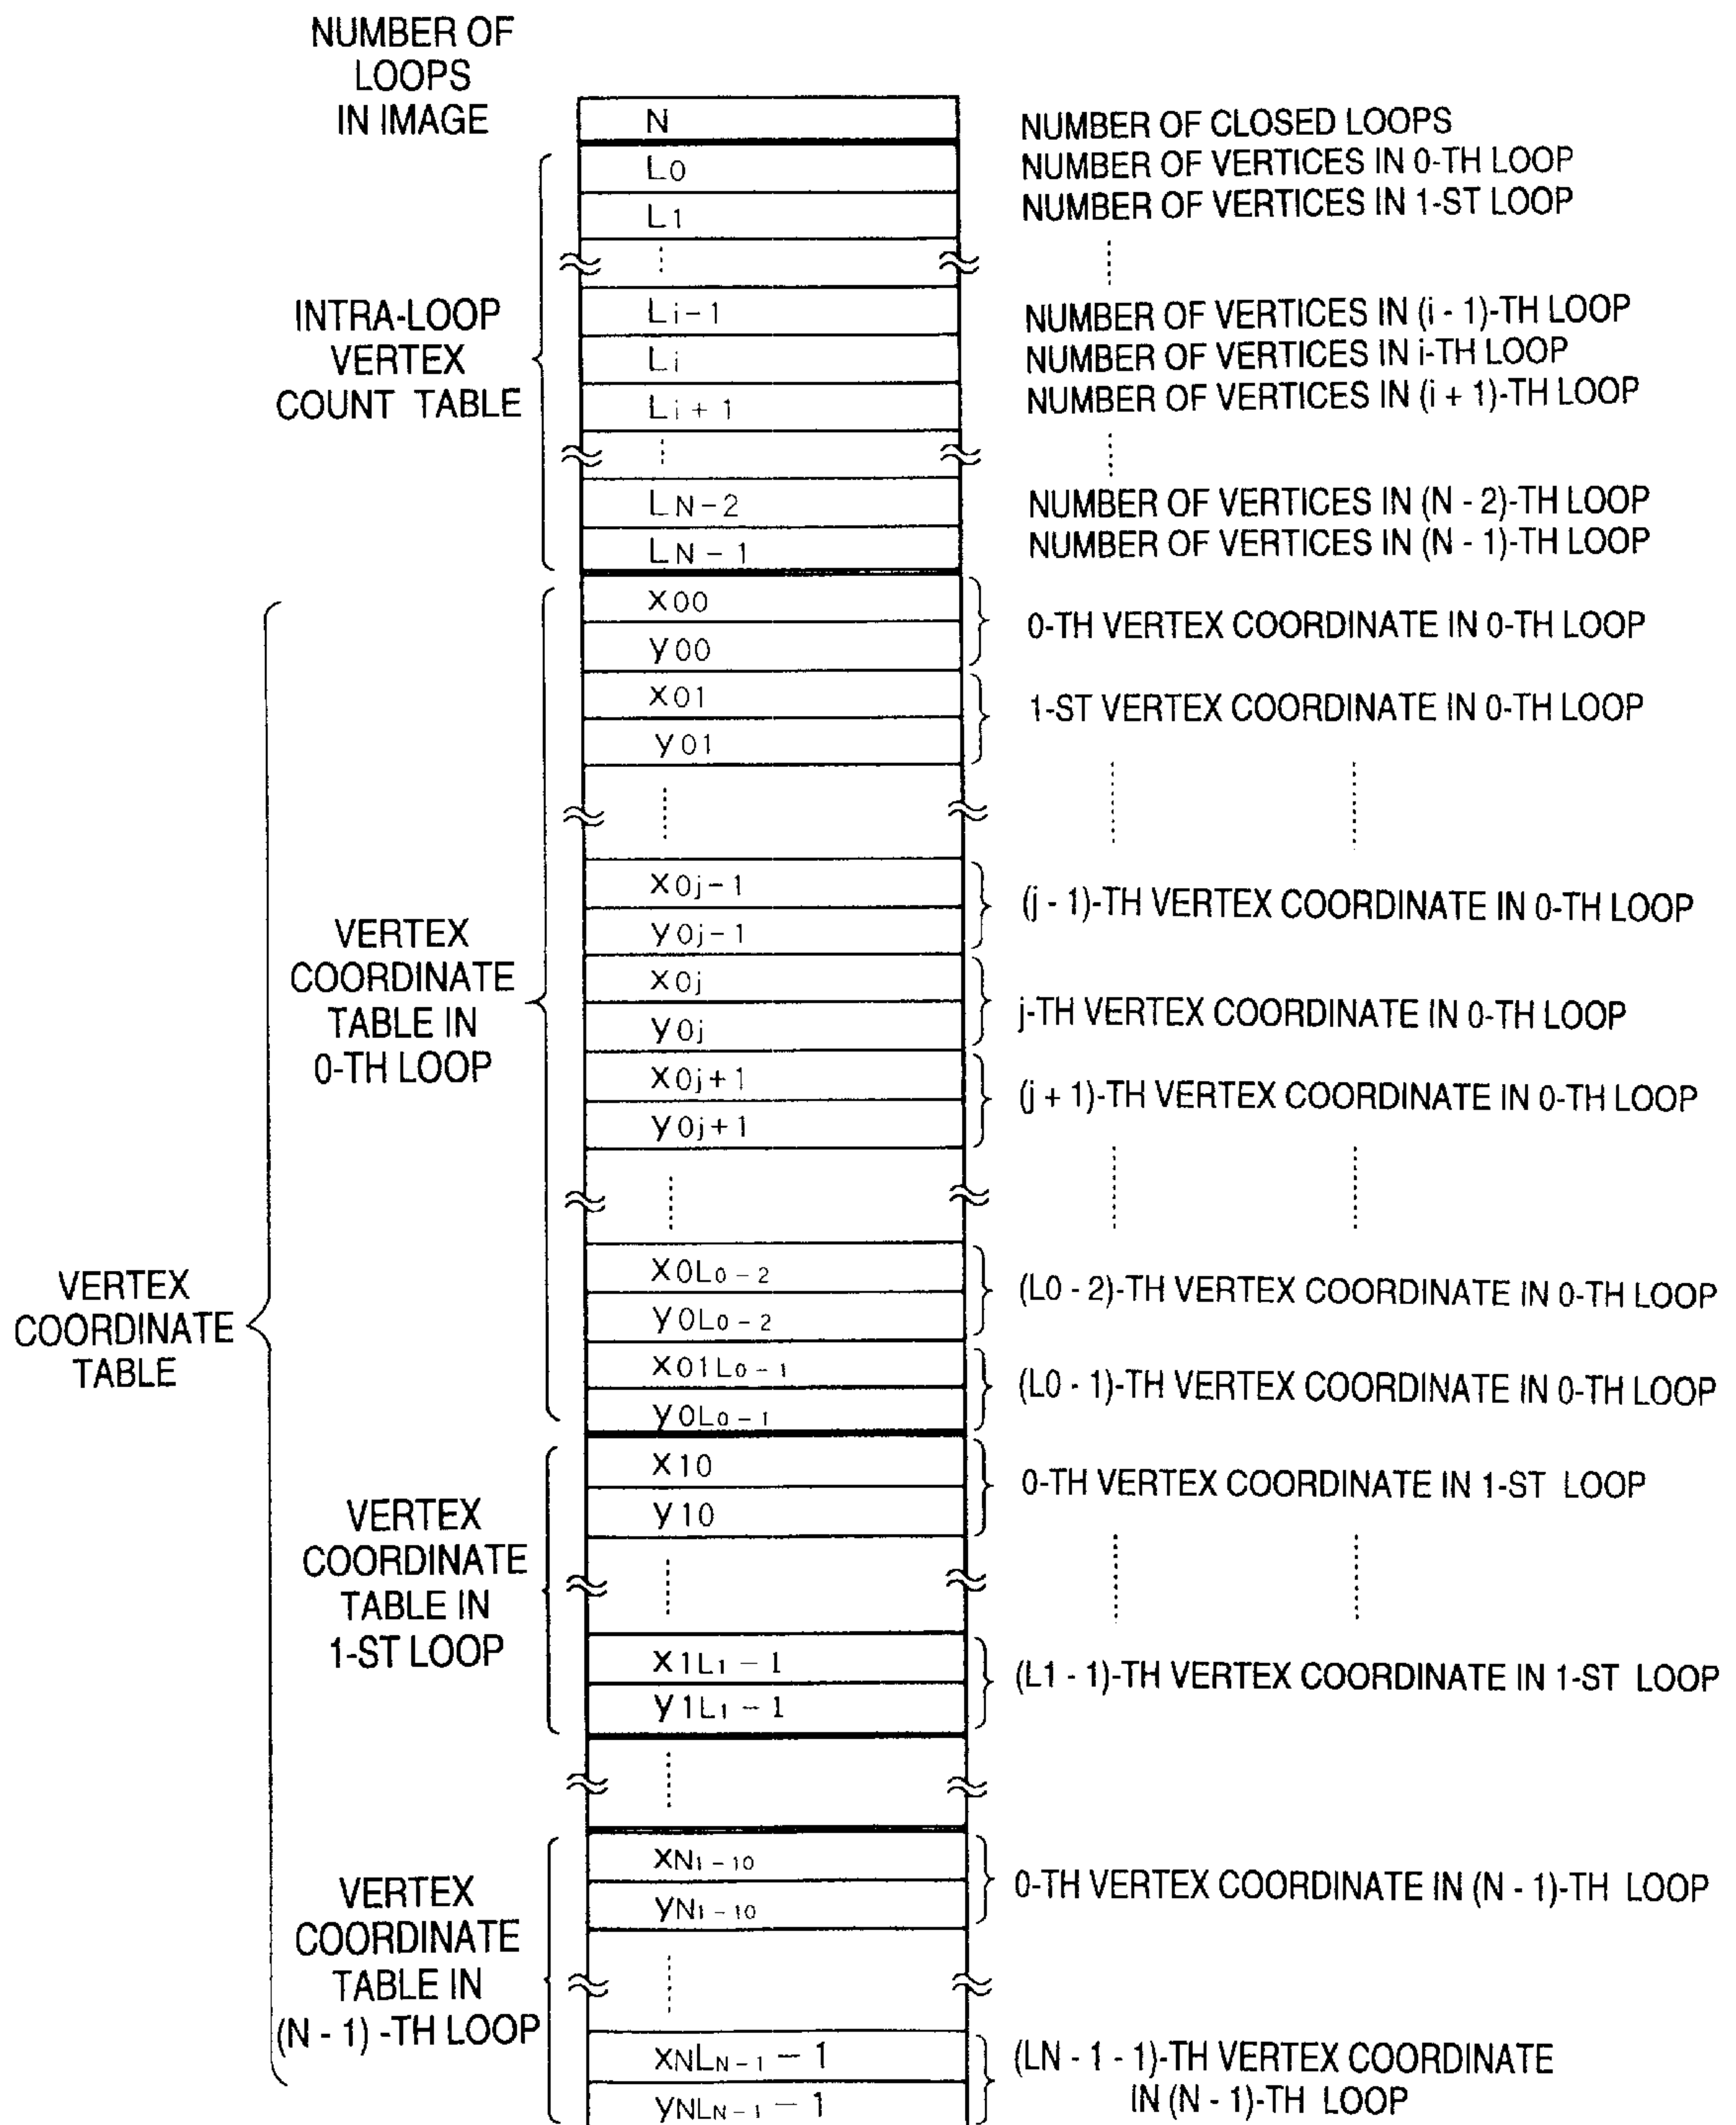 NUMBER OF
LOOPS
IN IMAGE
N
NUMBER OF CLOSED LOOPS
INTRA-LOOP
VERTEX
COUNT TABLE
L0
NUMBER OF VERTICES IN 0-TH LOOP
L1
NUMBER OF VERTICES IN 1-ST LOOP
Li-1
NUMBER OF VERTICES IN (i - 1)-TH LOOP
Li
NUMBER OF VERTICES IN i-TH LOOP
Li+1
NUMBER OF VERTICES IN (i + 1)-TH LOOP
LN-2
NUMBER OF VERTICES IN (N - 2)-TH LOOP
LN-1
NUMBER OF VERTICES IN (N - 1)-TH LOOP
VERTEX
COORDINATE
TABLE
VERTEX
COORDINATE
TABLE IN
0-TH LOOP
x00
y00
0-TH VERTEX COORDINATE IN 0-TH LOOP
x01
y01
1-ST VERTEX COORDINATE IN 0-TH LOOP
x0j-1
y0j-1
(j - 1)-TH VERTEX COORDINATE IN 0-TH LOOP
x0j
y0j
j-TH VERTEX COORDINATE IN 0-TH LOOP
x0j+1
y0j+1
(j + 1)-TH VERTEX COORDINATE IN 0-TH LOOP
x0L0-2
y0L0-2
(L0 - 2)-TH VERTEX COORDINATE IN 0-TH LOOP
x01L0-1
y0L0-1
(L0 - 1)-TH VERTEX COORDINATE IN 0-TH LOOP
VERTEX
COORDINATE
TABLE IN
1-ST LOOP
x10
y10
0-TH VERTEX COORDINATE IN 1-ST LOOP
x1L1-1
y1L1-1
(L1 - 1)-TH VERTEX COORDINATE IN 1-ST LOOP
VERTEX
COORDINATE
TABLE IN
(N - 1) -TH LOOP
xN1-10
yN1-10
0-TH VERTEX COORDINATE IN (N - 1)-TH LOOP
xNLN-1-1
yNLN-1-1
(LN - 1 - 1)-TH VERTEX COORDINATE
IN (N - 1)-TH LOOP